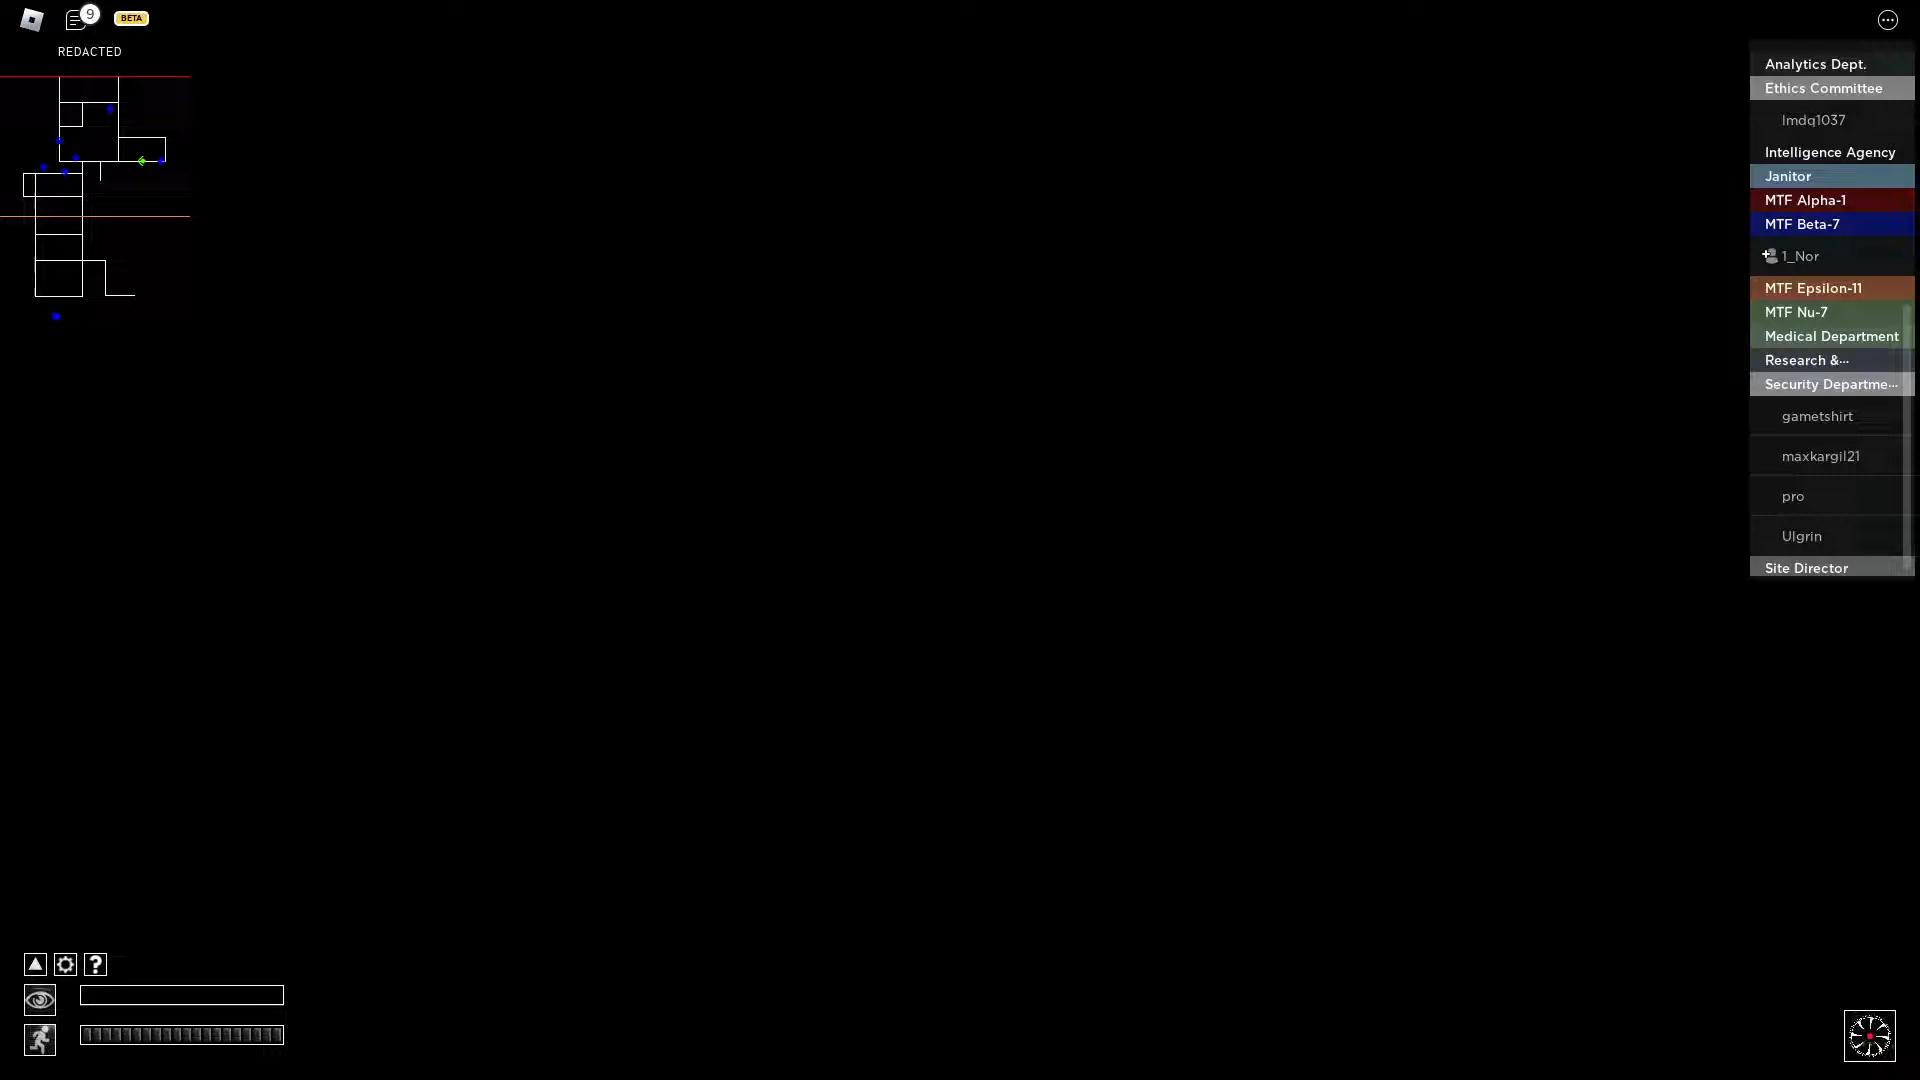 9
BETA
REDACTED
Analytics Dept.
Ethics Committee
lmdq1037
Intelligence Agency
Janitor
MTF Alpha-1
MTF Beta-7
1_Nor
MTF Epsilon-11
MTF Nu-7
Medical Department
Research &...
Security Departme...
gametshirt
maxkargil21
pro
Ulgrin
Site Director
?